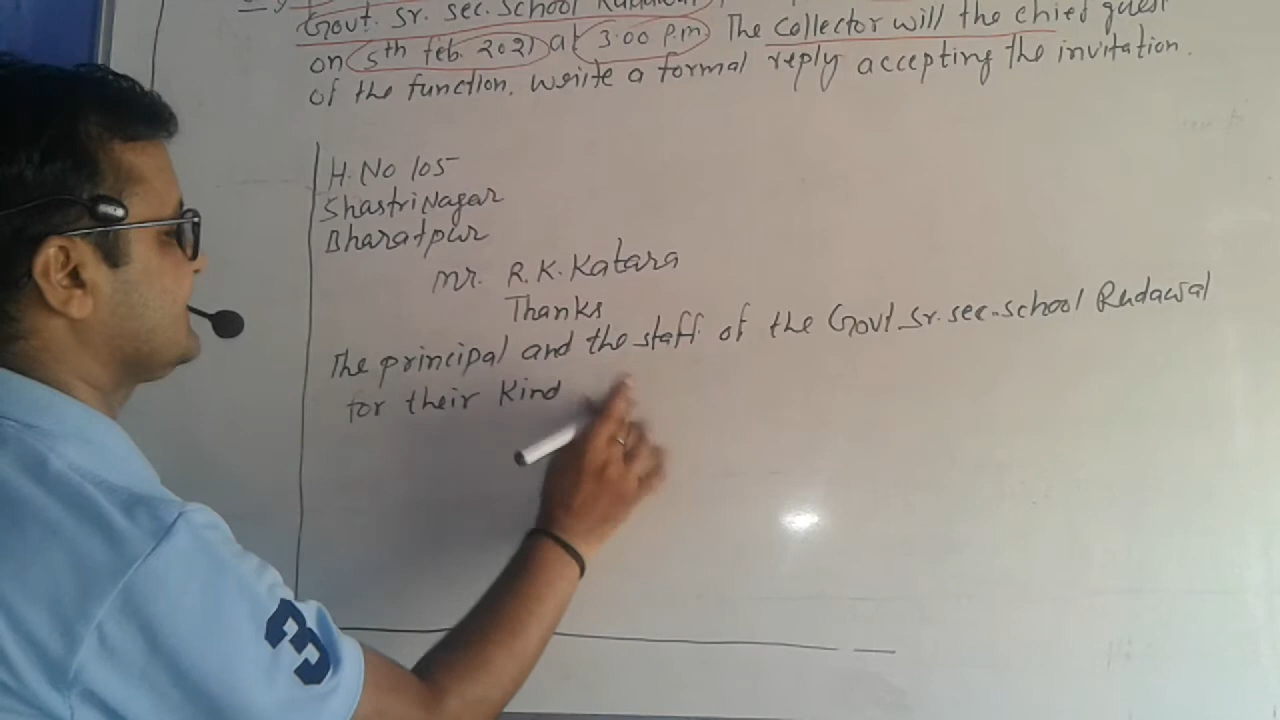 Govt. Sr. sec. School Rudawal
on 5th feb. 2021 at 3:00 p.m The collector will the chief guest
of the function. Write a formal reply accepting the invitation.
H. No 105
Shastri Nagar
Bharatpur
Mr. R. K. Katara
Thanks
The principal and the staff of the Govt. Sr. sec. school Rudawal
for their kind
3